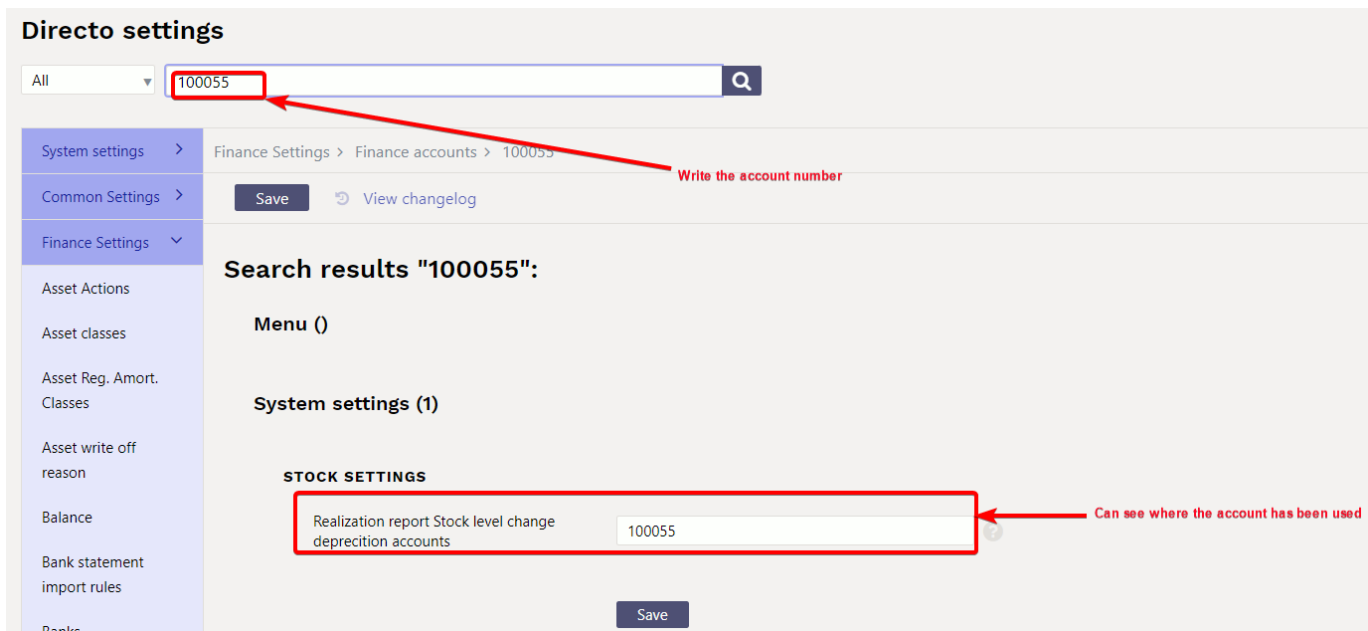 Directo settings
All
100055
System settings
Finance Settings > Finance accounts > 100055
Write the account number
Common Settings
Save
View changelog
Finance Settings
Search results "100055":
Asset Actions
Menu ()
Asset classes
Asset Reg. Amort.
Classes
System settings (1)
Asset write off
reason
STOCK SETTINGS
Balance
Realization report Stock level change
deprecition accounts
100055
?
Can see where the account has been used
Bank statement
import rules
Save
Banks